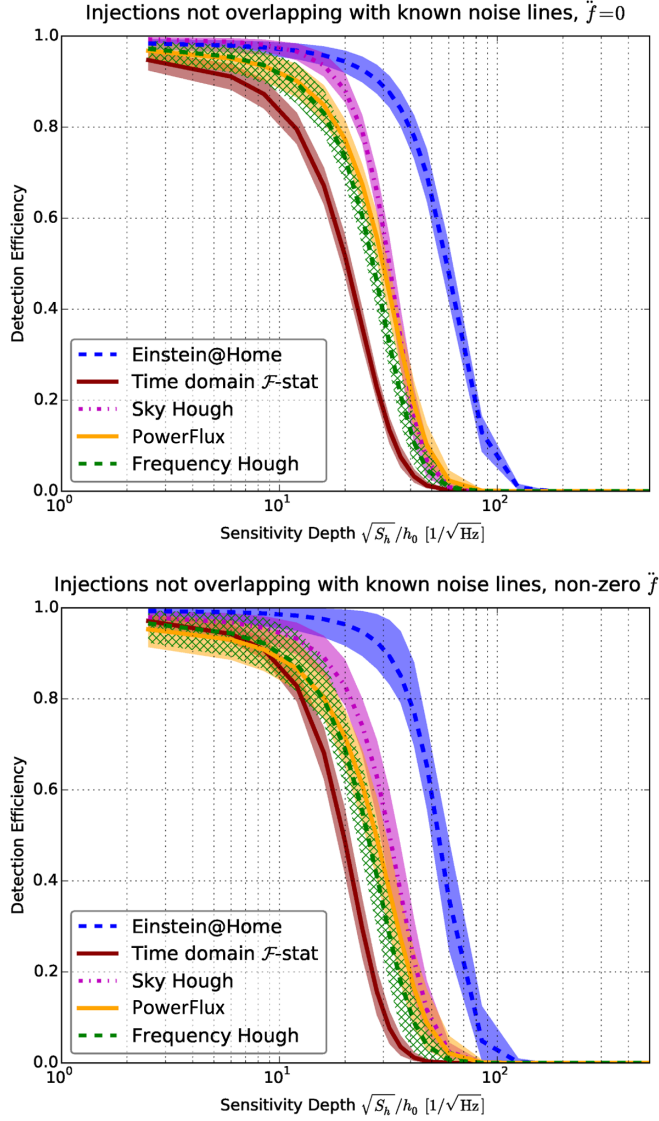 Injections not overlapping with known noise lines, f̈=0
1.0
0.8
0.6
0.4
0.2
0.0
Detection Efficiency
Einstein@Home
Time domain ℱ-stat
Sky Hough
PowerFlux
Frequency Hough
10⁰
10¹
10²
Sensitivity Depth √Sₕ/h₀ [1/√Hz]
Injections not overlapping with known noise lines, non-zero f̈
1.0
0.8
0.6
0.4
0.2
0.0
Detection Efficiency
Einstein@Home
Time domain ℱ-stat
Sky Hough
PowerFlux
Frequency Hough
10⁰
10¹
10²
Sensitivity Depth √Sₕ/h₀ [1/√Hz]